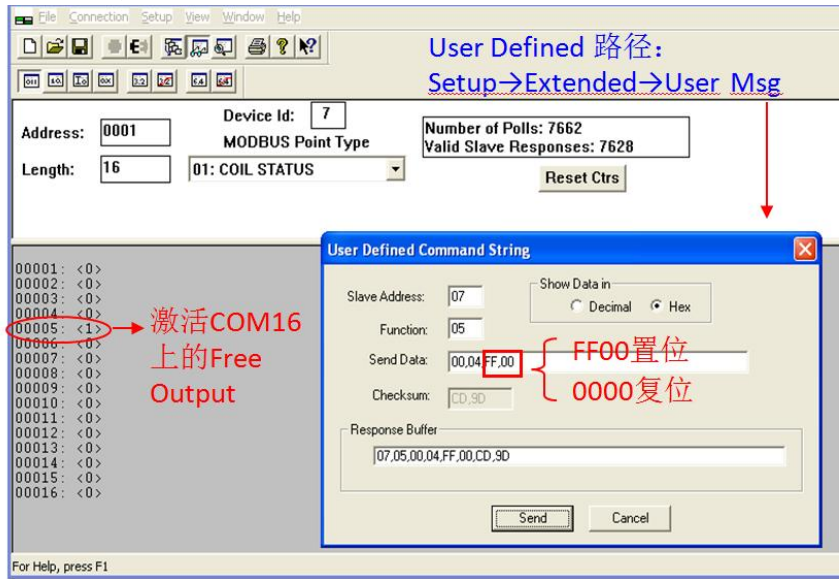 File Connection Setup View Window Help
User Defined 路径：
Setup→Extended→User Msg
Address: 0001
Device Id: 7
MODBUS Point Type
Length: 16
01: COIL STATUS
Number of Polls: 7662
Valid Slave Responses: 7628
Reset Ctrs
00001: <0>
00002: <0>
00003: <0>
00004: <0>
00005: <1>
00006: <0>
00007: <0>
00008: <0>
00009: <0>
00010: <0>
00011: <0>
00012: <0>
00013: <0>
00014: <0>
00015: <0>
00016: <0>
激活COM16
上的Free
Output
User Defined Command String
Slave Address: 07
Show Data in
Decimal Hex
Function: 05
Send Data: 00,04,FF,00
FF00置位
0000复位
Checksum: CD,9D
Response Buffer
07,05,00,04,FF,00,CD,9D
Send Cancel
For Help, press F1